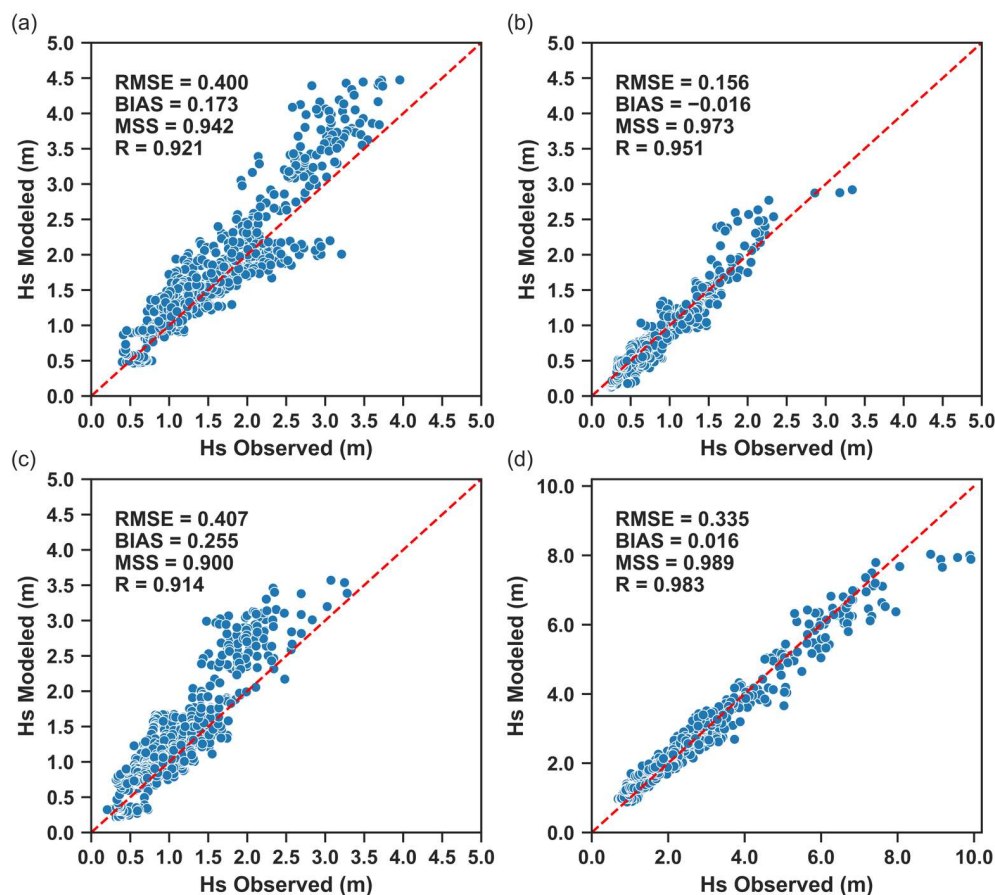 (a)
5.0
4.5
4.0
3.5
3.0
2.5
2.0
1.5
1.0
0.5
0.0
Hs Modeled (m)
RMSE = 0.400
BIAS = 0.173
MSS = 0.942
R = 0.921
0.0 0.5 1.0 1.5 2.0 2.5 3.0 3.5 4.0 4.5 5.0
Hs Observed (m)
(b)
5.0
4.5
4.0
3.5
3.0
2.5
2.0
1.5
1.0
0.5
0.0
Hs Modeled (m)
RMSE = 0.156
BIAS = −0.016
MSS = 0.973
R = 0.951
0.0 0.5 1.0 1.5 2.0 2.5 3.0 3.5 4.0 4.5 5.0
Hs Observed (m)
(c)
5.0
4.5
4.0
3.5
3.0
2.5
2.0
1.5
1.0
0.5
0.0
Hs Modeled (m)
RMSE = 0.407
BIAS = 0.255
MSS = 0.900
R = 0.914
0.0 0.5 1.0 1.5 2.0 2.5 3.0 3.5 4.0 4.5 5.0
Hs Observed (m)
(d)
10.0
8.0
6.0
4.0
2.0
0.0
Hs Modeled (m)
RMSE = 0.335
BIAS = 0.016
MSS = 0.989
R = 0.983
0.0 2.0 4.0 6.0 8.0 10.0
Hs Observed (m)